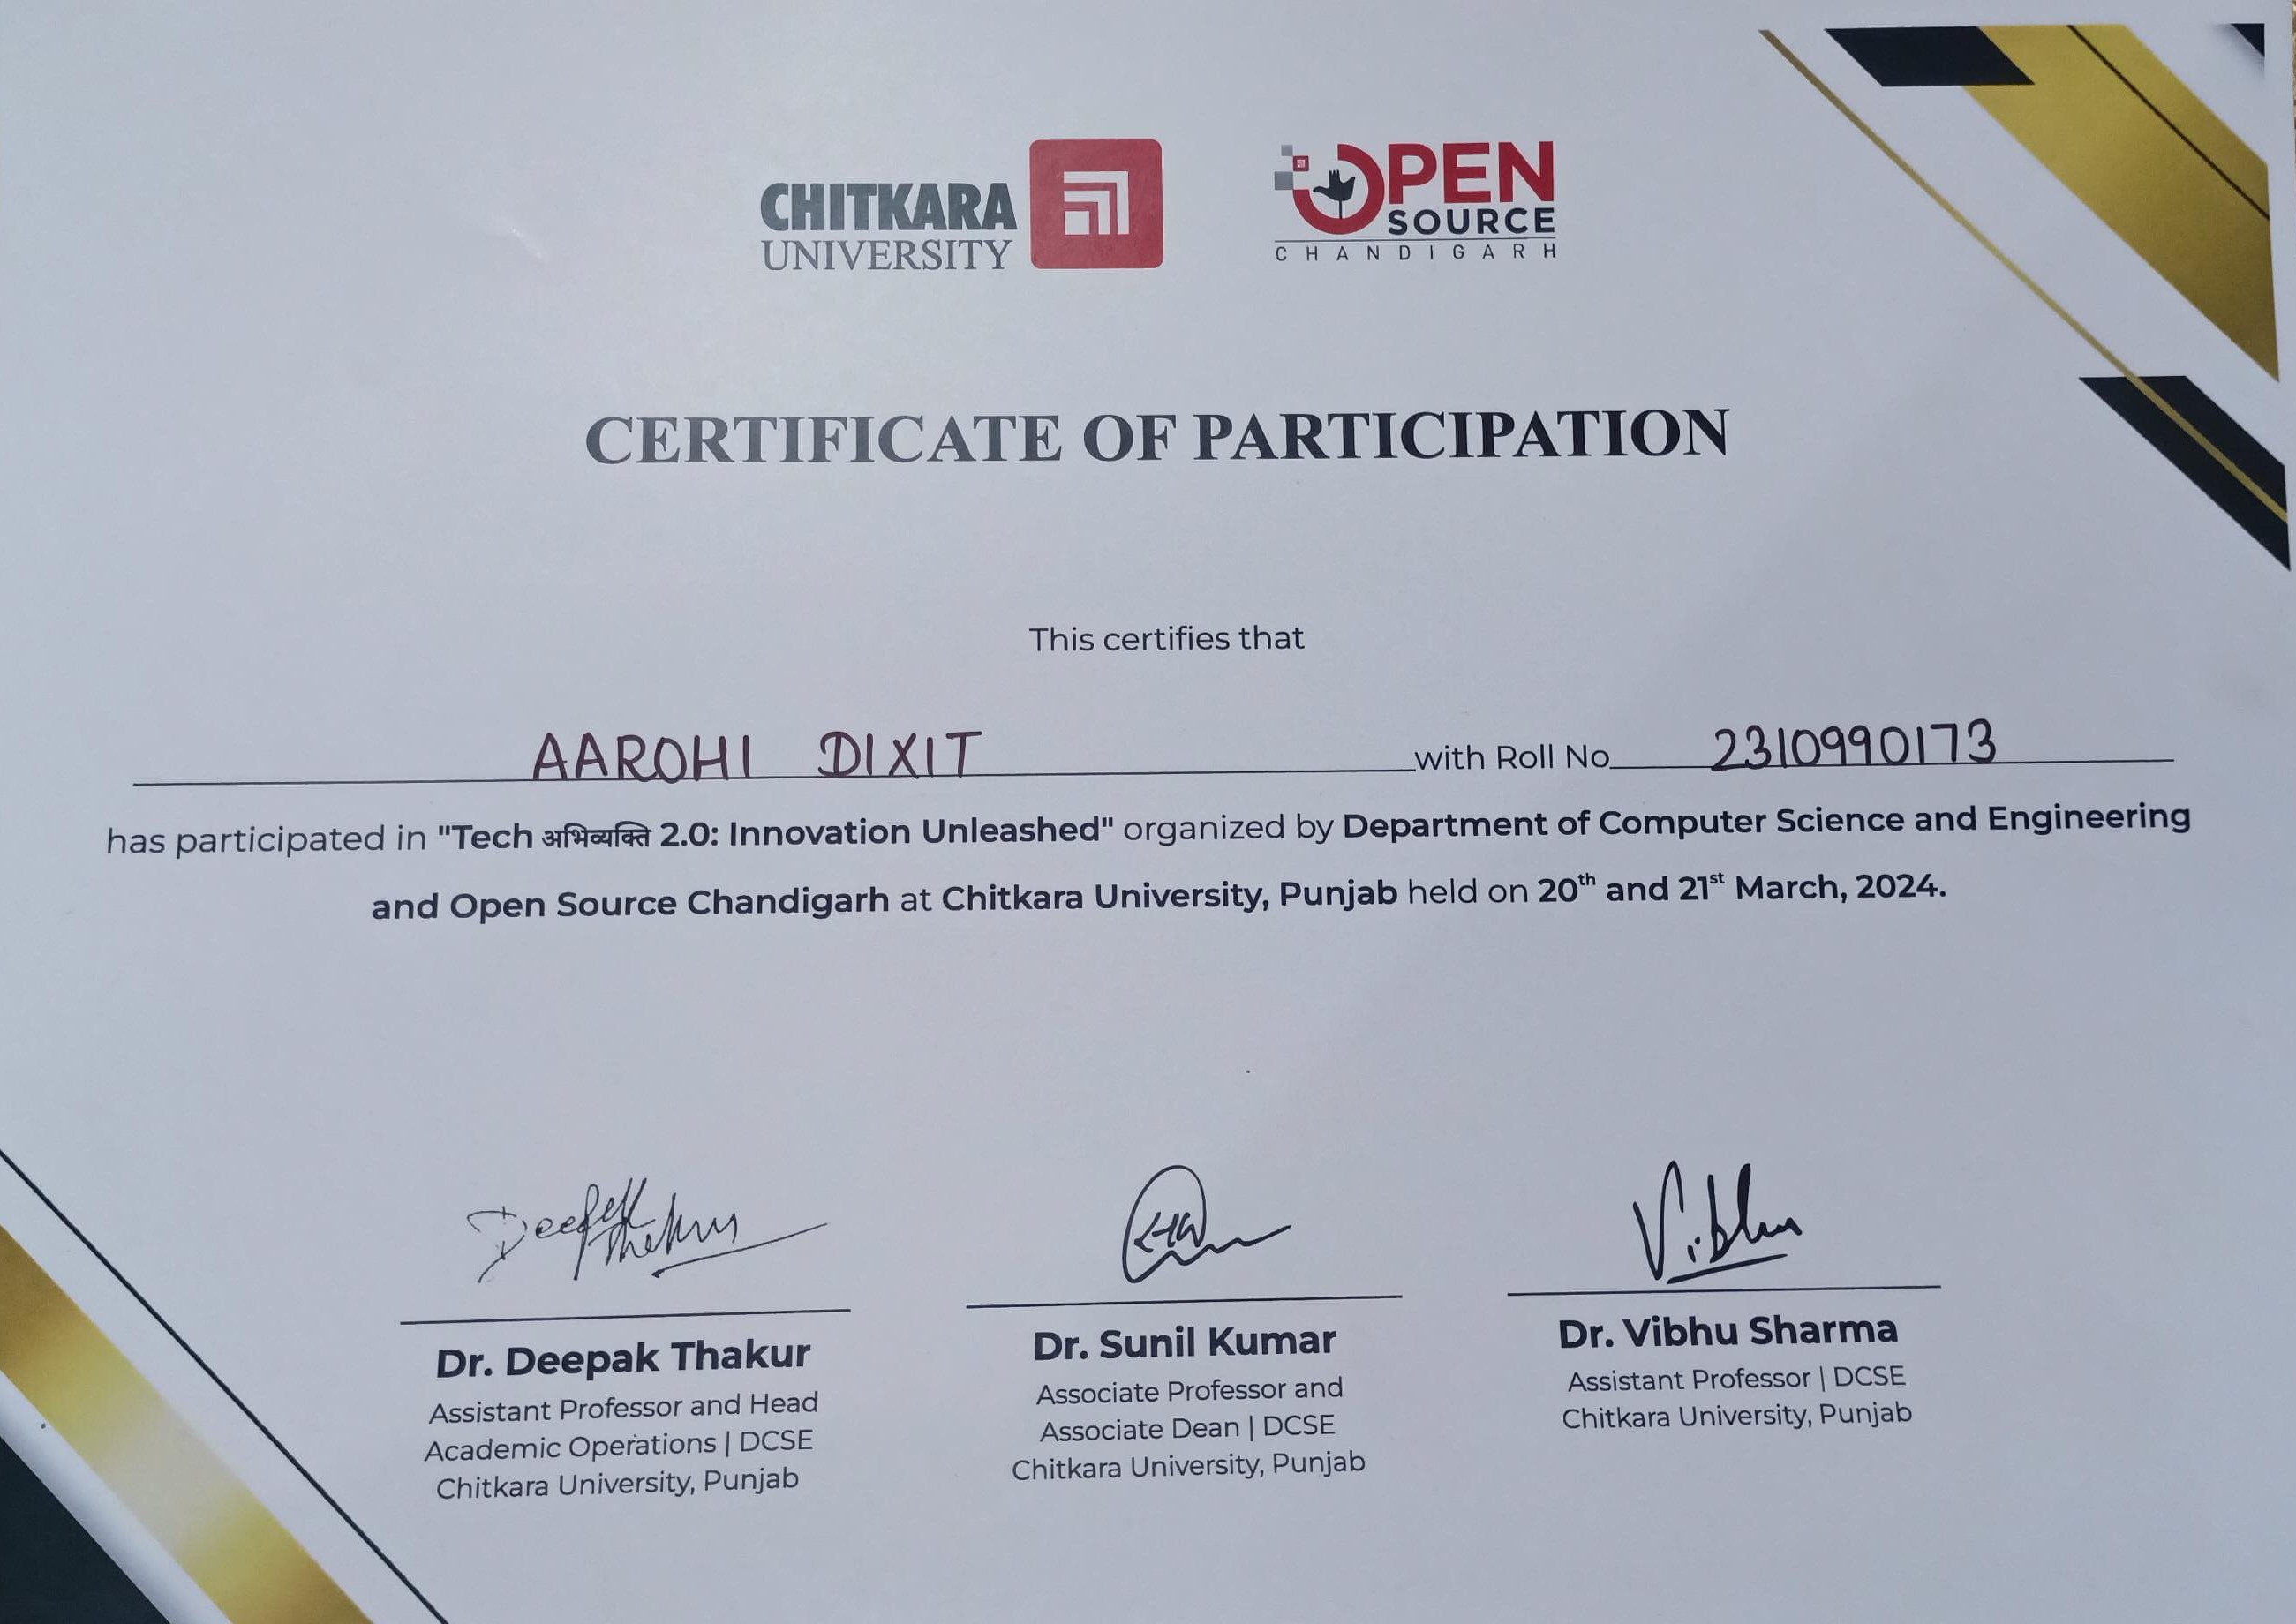 CHITKARA
UNIVERSITY
OPEN
SOURCE
CHANDIGARH
CERTIFICATE OF PARTICIPATION
This certifies that
AAROHI DIXIT with Roll No 2310990173
has participated in "Tech अभिव्यक्ति 2.0: Innovation Unleashed" organized by Department of Computer Science and Engineering
and Open Source Chandigarh at Chitkara University, Punjab held on 20th and 21st March, 2024.
Deepak
Thakur
Vibhu
Dr. Deepak Thakur
Assistant Professor and Head
Academic Operations | DCSE
Chitkara University, Punjab
Dr. Sunil Kumar
Associate Professor and
Associate Dean | DCSE
Chitkara University, Punjab
Dr. Vibhu Sharma
Assistant Professor | DCSE
Chitkara University, Punjab